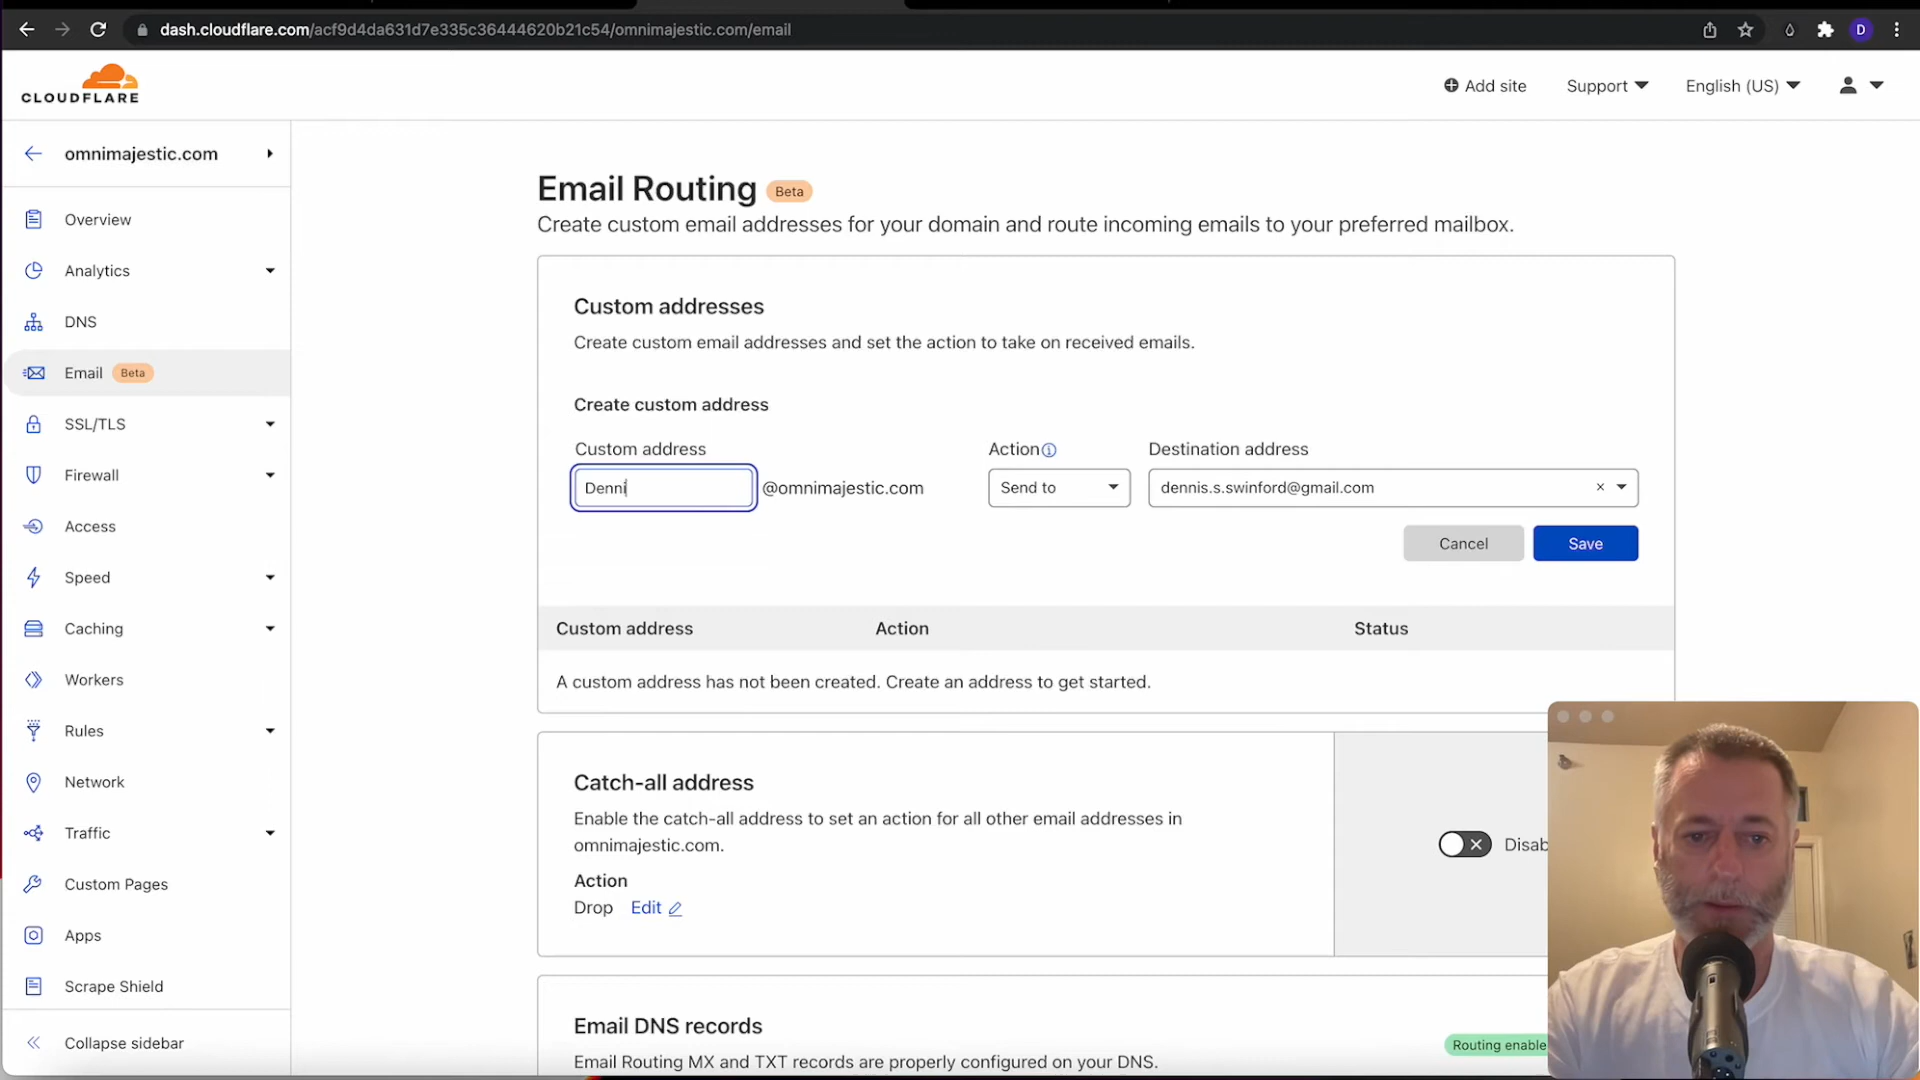 dash.cloudflare.com/acf9d4da631d7e335c36444620b21c54/omnimajestic.com/email
D
CLOUDFLARE
Add site
Support
English (US)
omnimajestic.com
Overview
Analytics
DNS
Email Beta
SSL/TLS
Firewall
Access
Speed
Caching
Workers
Rules
Network
Traffic
Custom Pages
Apps
Scrape Shield
Collapse sidebar
Email Routing Beta
Create custom email addresses for your domain and route incoming emails to your preferred mailbox.
Custom addresses
Create custom email addresses and set the action to take on received emails.
Create custom address
Custom address Action Destination address
Denni @omnimajestic.com Send to dennis.s.swinford@gmail.com
Cancel Save
Custom address Action Status
A custom address has not been created. Create an address to get started.
Catch-all address
Enable the catch-all address to set an action for all other email addresses in
omnimajestic.com.
Action
Drop Edit
Disab
Email DNS records
Email Routing MX and TXT records are properly configured on your DNS.
Routing enable